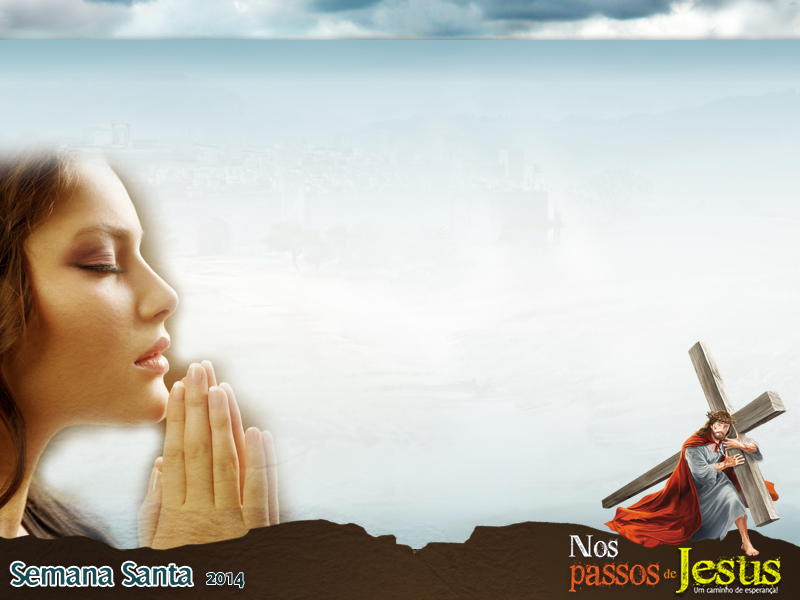 Semana Santa 2014
Nos
passos de Jesus
Um caminho de esperança!